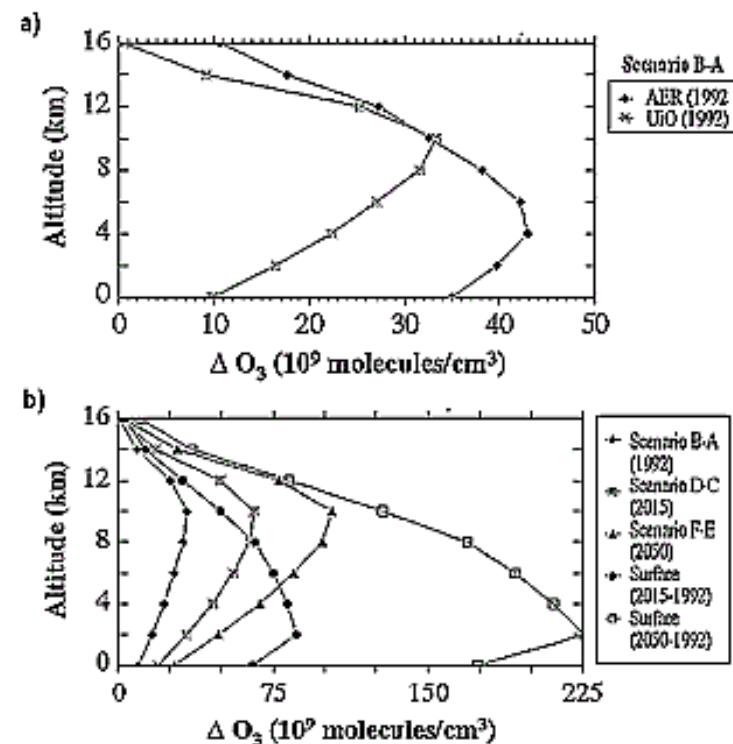 a)
16
12
8
4
0
Altitude (km)
0 10 20 30 40 50
Δ O₃ (10⁹ molecules/cm³)
Scenario B-A
AER (1992
UiO (1992)
b)
16
12
8
4
0
Altitude (km)
0 75 150 225
Δ O₃ (10⁹ molecules/cm³)
Scenario B-A
(1992)
Scenario D-C
(2015)
Scenario F-E
(2050)
Surface
(2015-1992)
Surface
(2050-1992)